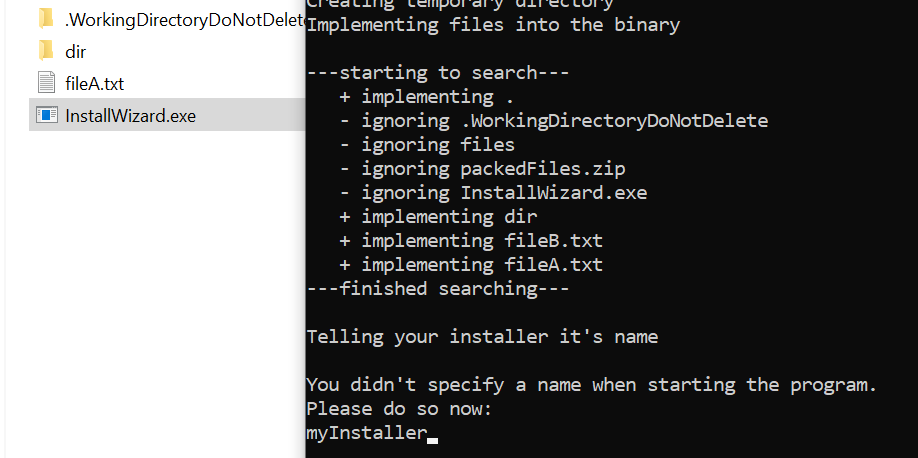 .WorkingDirectoryDoNotDelete
dir
fileA.txt
InstallWizard.exe
Creating temporary directory
Implementing files into the binary
---starting to search---
+ implementing .
- ignoring .WorkingDirectoryDoNotDelete
- ignoring files
- ignoring packedFiles.zip
- ignoring InstallWizard.exe
+ implementing dir
+ implementing fileB.txt
+ implementing fileA.txt
---finished searching---
Telling your installer it's name
You didn't specify a name when starting the program.
Please do so now:
myInstaller